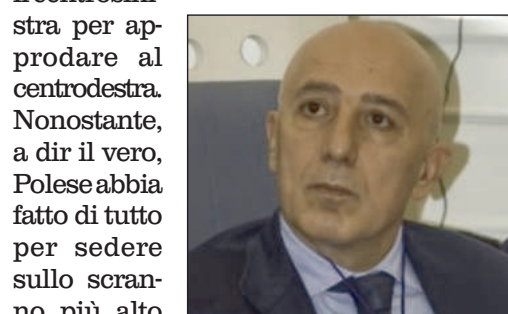 stra per ap-
prodare al
centrodestra.
Nonostante,
a dir il vero,
Polese abbia
fatto di tutto
per sedere
sullo scran-
no più alto